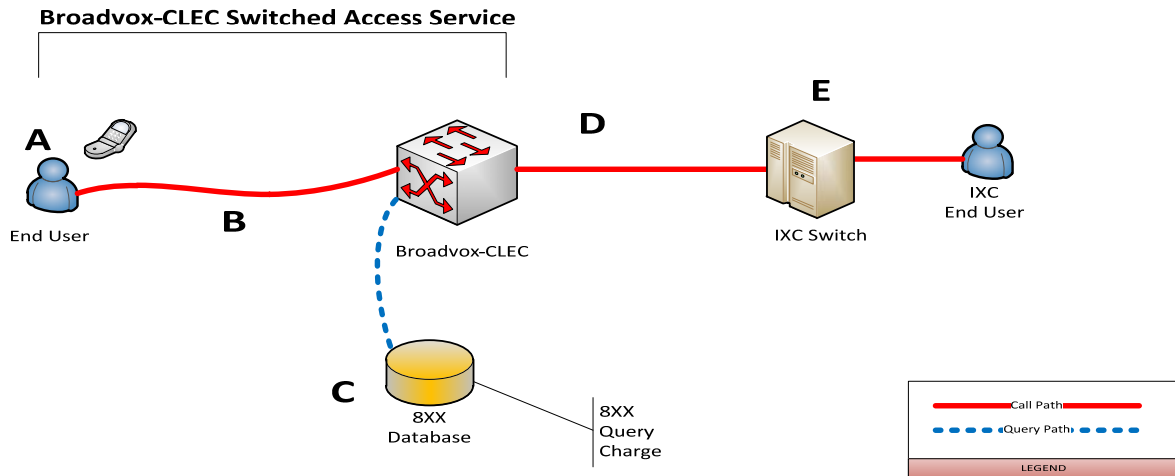 Broadvox-CLEC Switched Access Service
A
B
C
D
E
End User
Broadvox-CLEC
IXC Switch
IXC
End User
8XX
Database
8XX
Query
Charge
Call Path
Query Path
LEGEND